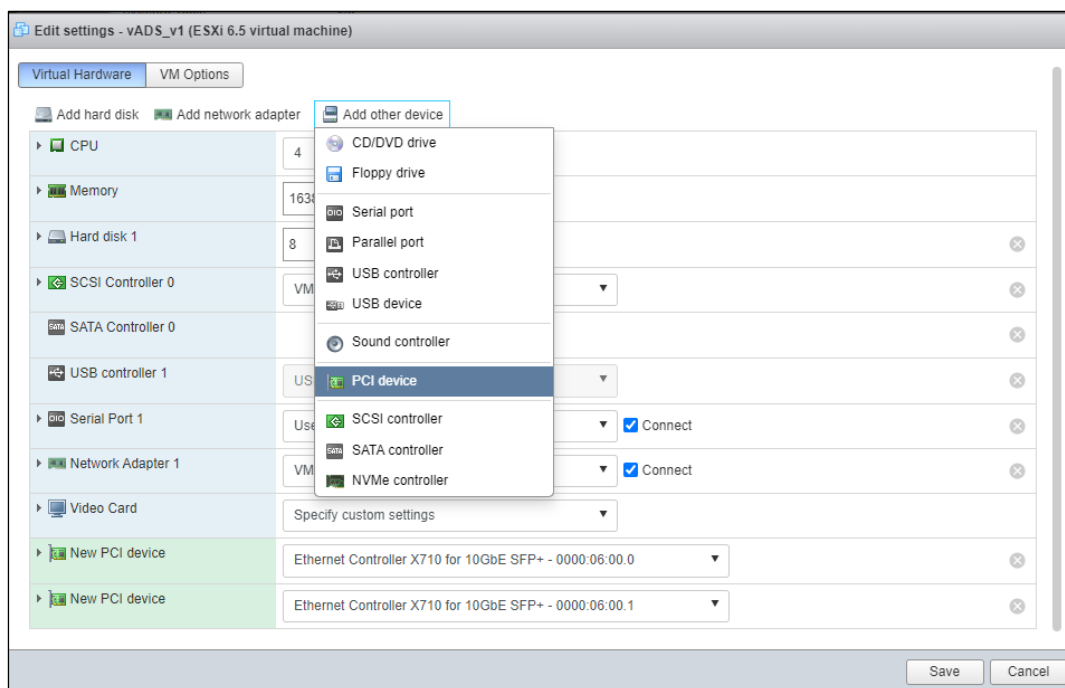 Edit settings - vADS_v1 (ESXi 6.5 virtual machine)
Virtual Hardware VM Options
Add hard disk Add network adapter Add other device
CD/DVD drive
Floppy drive
Serial port
Parallel port
USB controller
USB device
Sound controller
PCI device
SCSI controller
SATA controller
NVMe controller
CPU 4
Memory 1638
Hard disk 1 8
SCSI Controller 0 VM
SATA Controller 0
USB controller 1 US
Serial Port 1 Use Connect
Network Adapter 1 VM Connect
Video Card Specify custom settings
New PCI device Ethernet Controller X710 for 10GbE SFP+ - 0000:06:00.0
New PCI device Ethernet Controller X710 for 10GbE SFP+ - 0000:06:00.1
Save Cancel